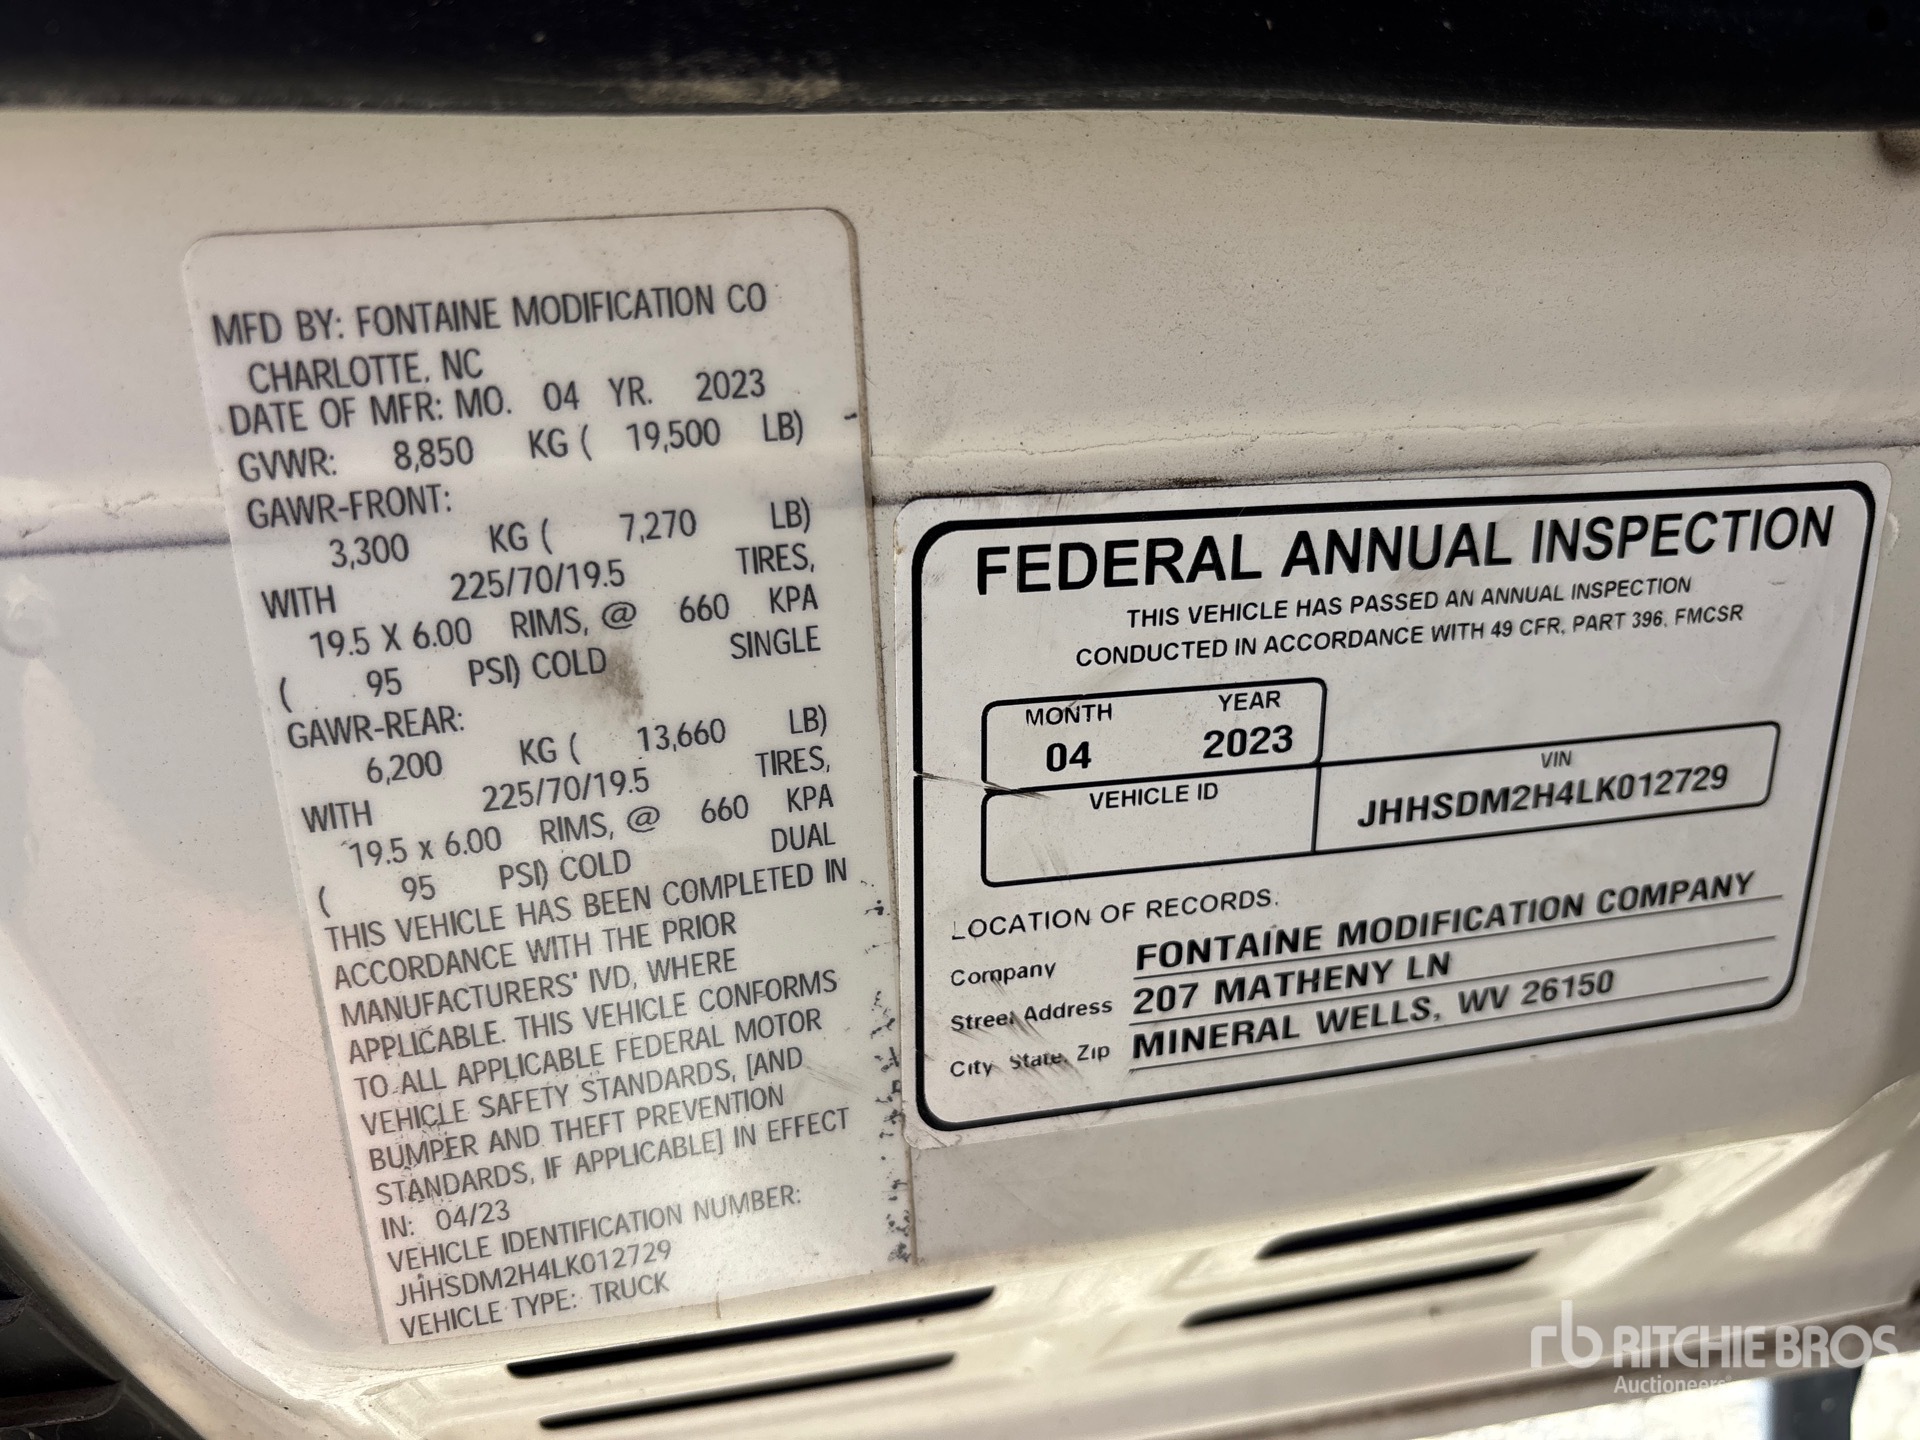 MFD BY: FONTAINE MODIFICATION CO
CHARLOTTE, NC
DATE OF MFR: MO. 04 YR. 2023
GVWR: 8,850 KG ( 19,500 LB)
GAWR-FRONT:
3,300 KG ( 7,270 LB)
WITH 225/70/19.5 TIRES,
19.5 X 6.00 RIMS, @ 660 KPA
( 95 PSI) COLD SINGLE
GAWR-REAR:
6,200 KG ( 13,660 LB)
WITH 225/70/19.5 TIRES,
19.5 x 6.00 RIMS, @ 660 KPA
( 95 PSI) COLD DUAL
THIS VEHICLE HAS BEEN COMPLETED IN
ACCORDANCE WITH THE PRIOR
MANUFACTURERS' IVD, WHERE
APPLICABLE. THIS VEHICLE CONFORMS
TO ALL APPLICABLE FEDERAL MOTOR
VEHICLE SAFETY STANDARDS, [AND
BUMPER AND THEFT PREVENTION
STANDARDS, IF APPLICABLE] IN EFFECT
IN: 04/23
VEHICLE IDENTIFICATION NUMBER:
JHHSDM2H4LK012729
VEHICLE TYPE: TRUCK
FEDERAL ANNUAL INSPECTION
THIS VEHICLE HAS PASSED AN ANNUAL INSPECTION
CONDUCTED IN ACCORDANCE WITH 49 CFR, PART 396, FMCSR
MONTH YEAR
04 2023
VEHICLE ID
VIN
JHHSDM2H4LK012729
LOCATION OF RECORDS.
Company FONTAINE MODIFICATION COMPANY
Street Address 207 MATHENY LN
City State, Zip MINERAL WELLS, WV 26150
rb RITCHIE BROS
Auctioneers